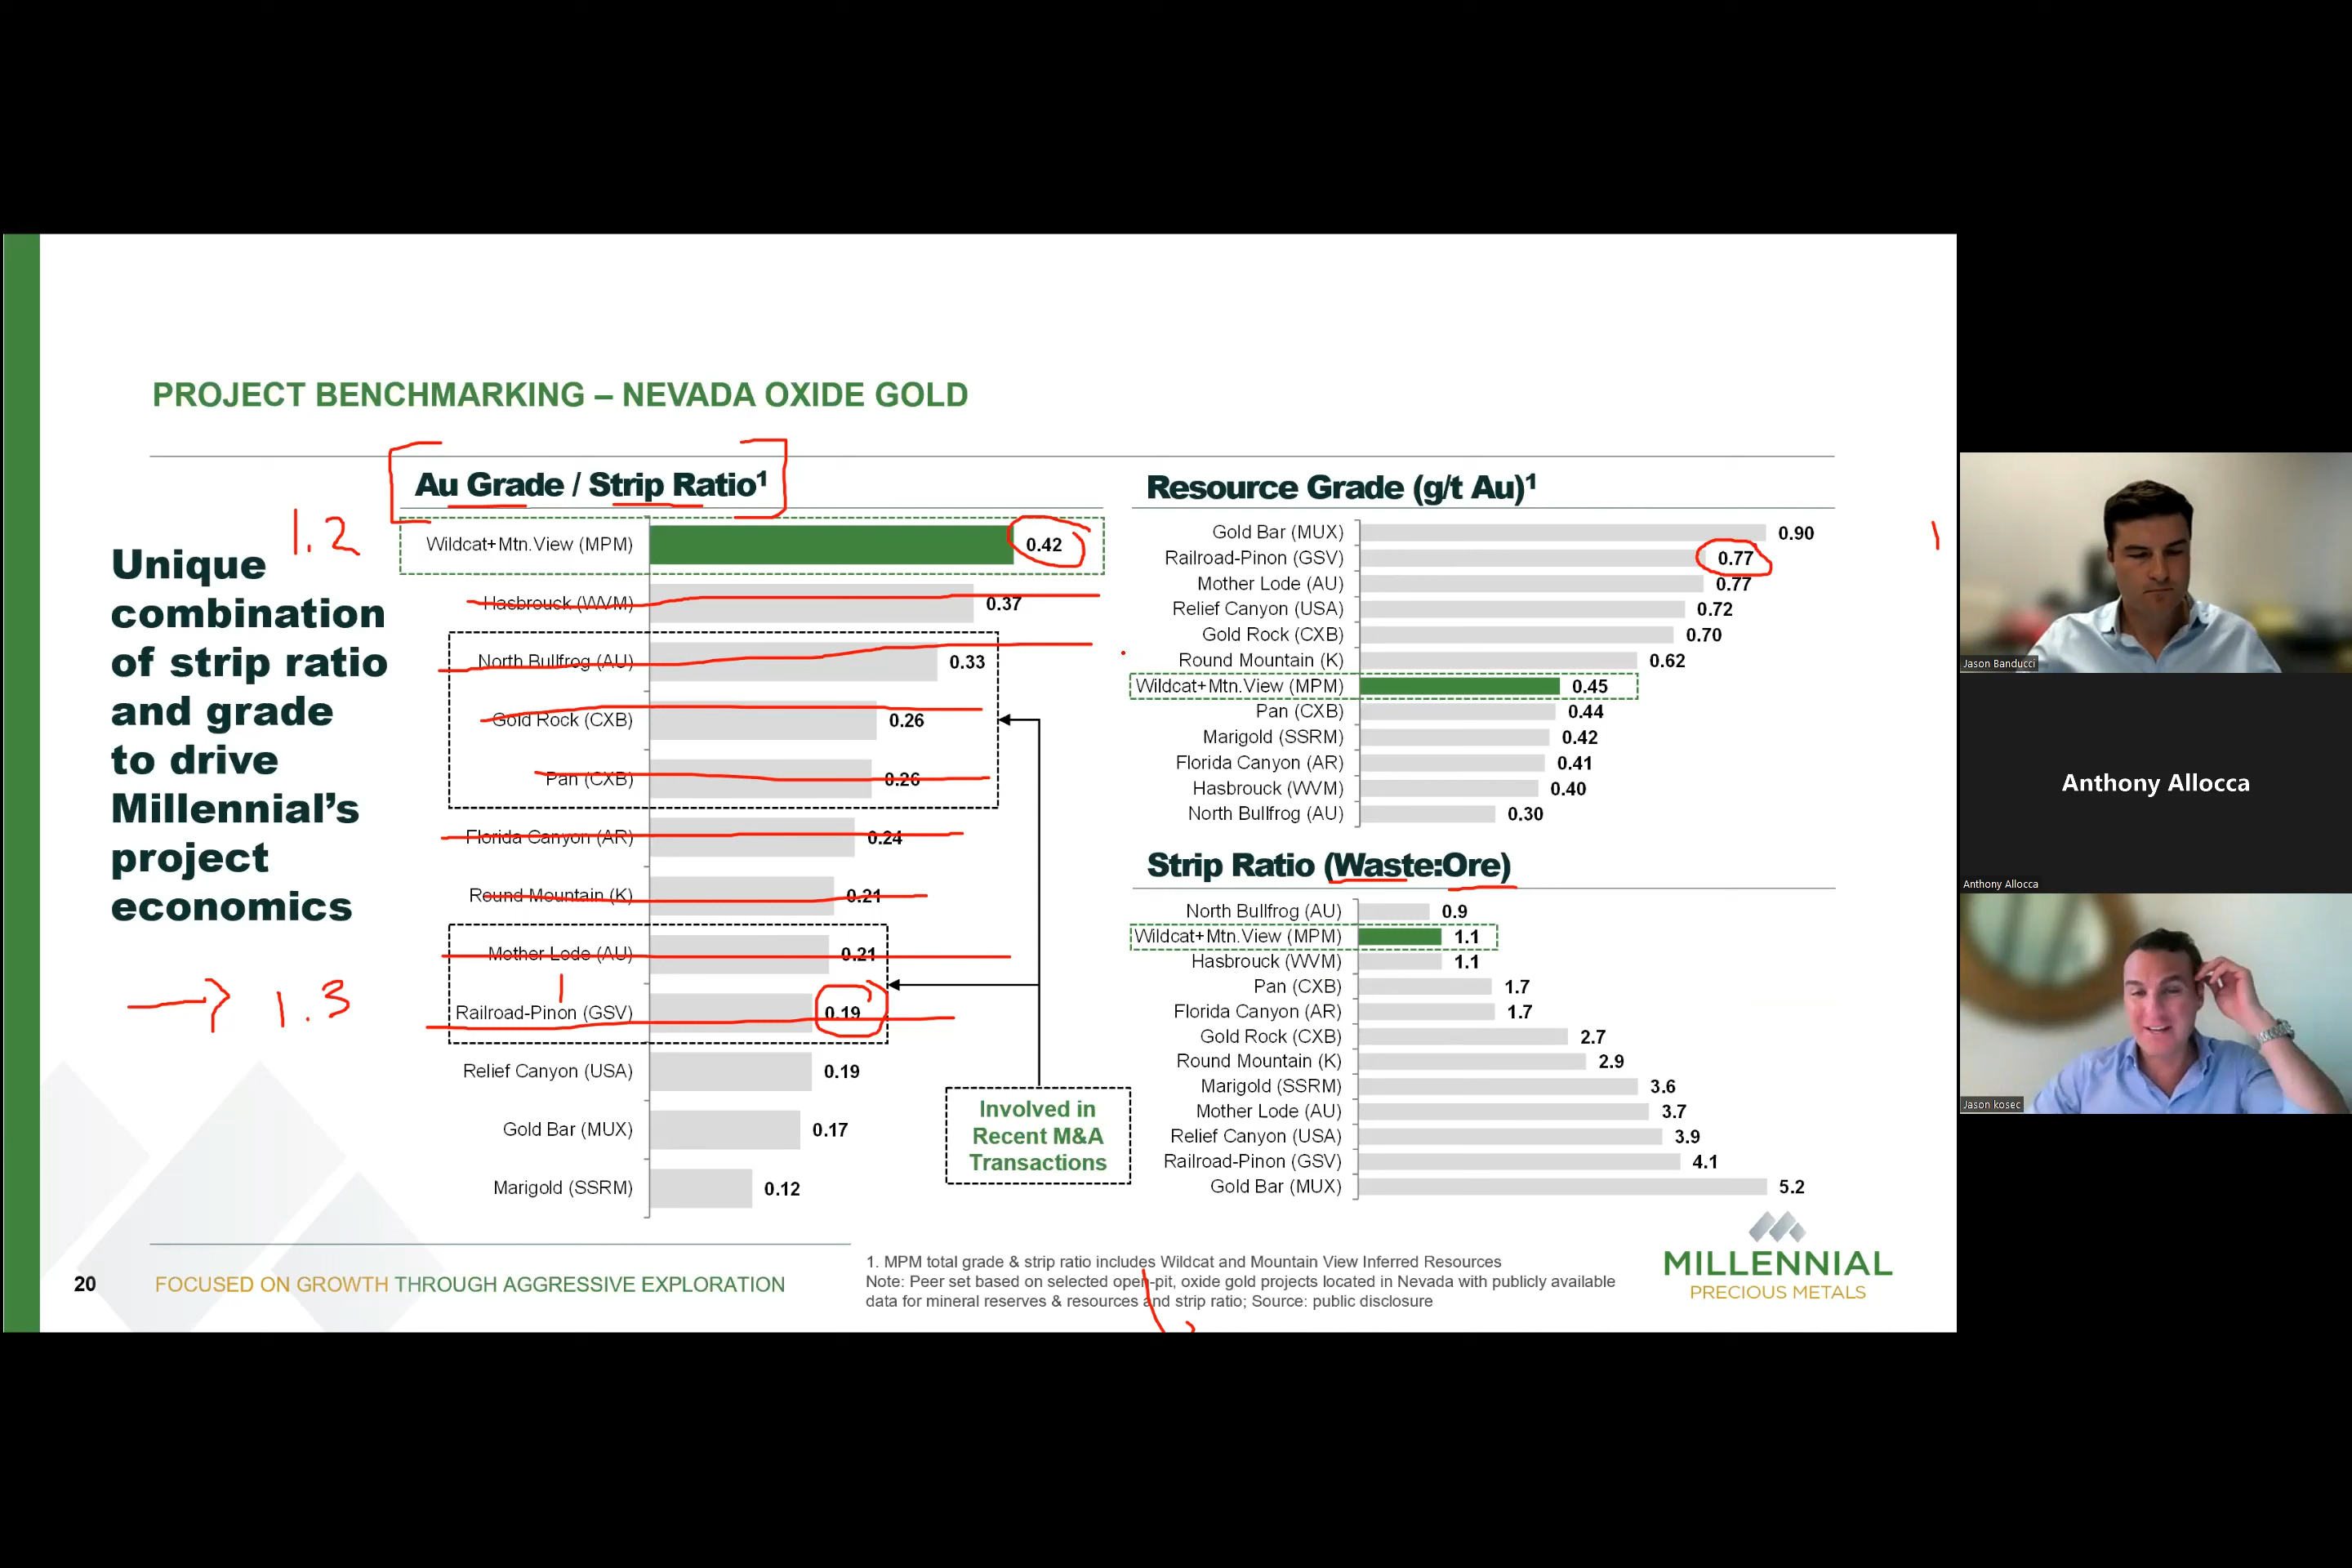 PROJECT BENCHMARKING – NEVADA OXIDE GOLD
Au Grade / Strip Ratio¹
1.2
Unique
combination
of strip ratio
and grade
to drive
Millennial's
project
economics
→ 1.3
Wildcat+Mtn.View (MPM) 0.42
Hasbrouck (WVM) 0.37
North Bullfrog (AU) 0.33
Gold Rock (CXB) 0.26
Pan (CXB) 0.26
Florida Canyon (AR) 0.24
Round Mountain (K) 0.21
Mother Lode (AU) 0.21
Railroad-Pinon (GSV) 0.19
Relief Canyon (USA) 0.19
Gold Bar (MUX) 0.17
Marigold (SSRM) 0.12
Involved in
Recent M&A
Transactions
Resource Grade (g/t Au)¹
Gold Bar (MUX) 0.90
Railroad-Pinon (GSV) 0.77
Mother Lode (AU) 0.77
Relief Canyon (USA) 0.72
Gold Rock (CXB) 0.70
Round Mountain (K) 0.62
Wildcat+Mtn.View (MPM) 0.45
Pan (CXB) 0.44
Marigold (SSRM) 0.42
Florida Canyon (AR) 0.41
Hasbrouck (WVM) 0.40
North Bullfrog (AU) 0.30
Strip Ratio (Waste:Ore)
North Bullfrog (AU) 0.9
Wildcat+Mtn.View (MPM) 1.1
Hasbrouck (WVM) 1.1
Pan (CXB) 1.7
Florida Canyon (AR) 1.7
Gold Rock (CXB) 2.7
Round Mountain (K) 2.9
Marigold (SSRM) 3.6
Mother Lode (AU) 3.7
Relief Canyon (USA) 3.9
Railroad-Pinon (GSV) 4.1
Gold Bar (MUX) 5.2
20
FOCUSED ON GROWTH THROUGH AGGRESSIVE EXPLORATION
1. MPM total grade & strip ratio includes Wildcat and Mountain View Inferred Resources
Note: Peer set based on selected open-pit, oxide gold projects located in Nevada with publicly available
data for mineral reserves & resources and strip ratio; Source: public disclosure
MILLENNIAL
PRECIOUS METALS
Jason Banducci
Anthony Allocca
Anthony Allocca
Jason kosec